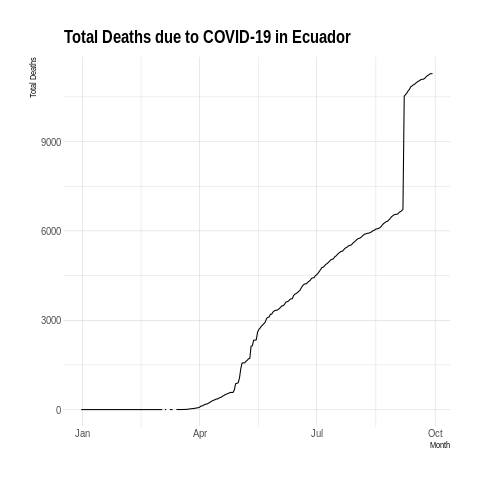 Total Deaths due to COVID-19 in Ecuador
Total Deaths
9000
6000
3000
0
Jan Apr Jul Oct
Month